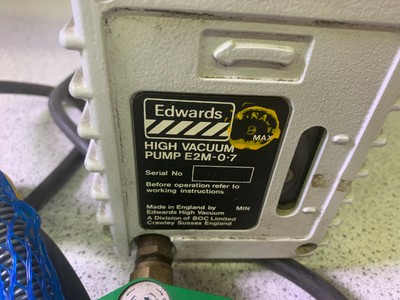 Edwards
MAX
HIGH VACUUM
PUMP E2M-0·7
Serial No
Before operation refer to
working instructions
Made in England by
MIN
Edwards High Vacuum
A Division of BOC Limited
Crawley Sussex England